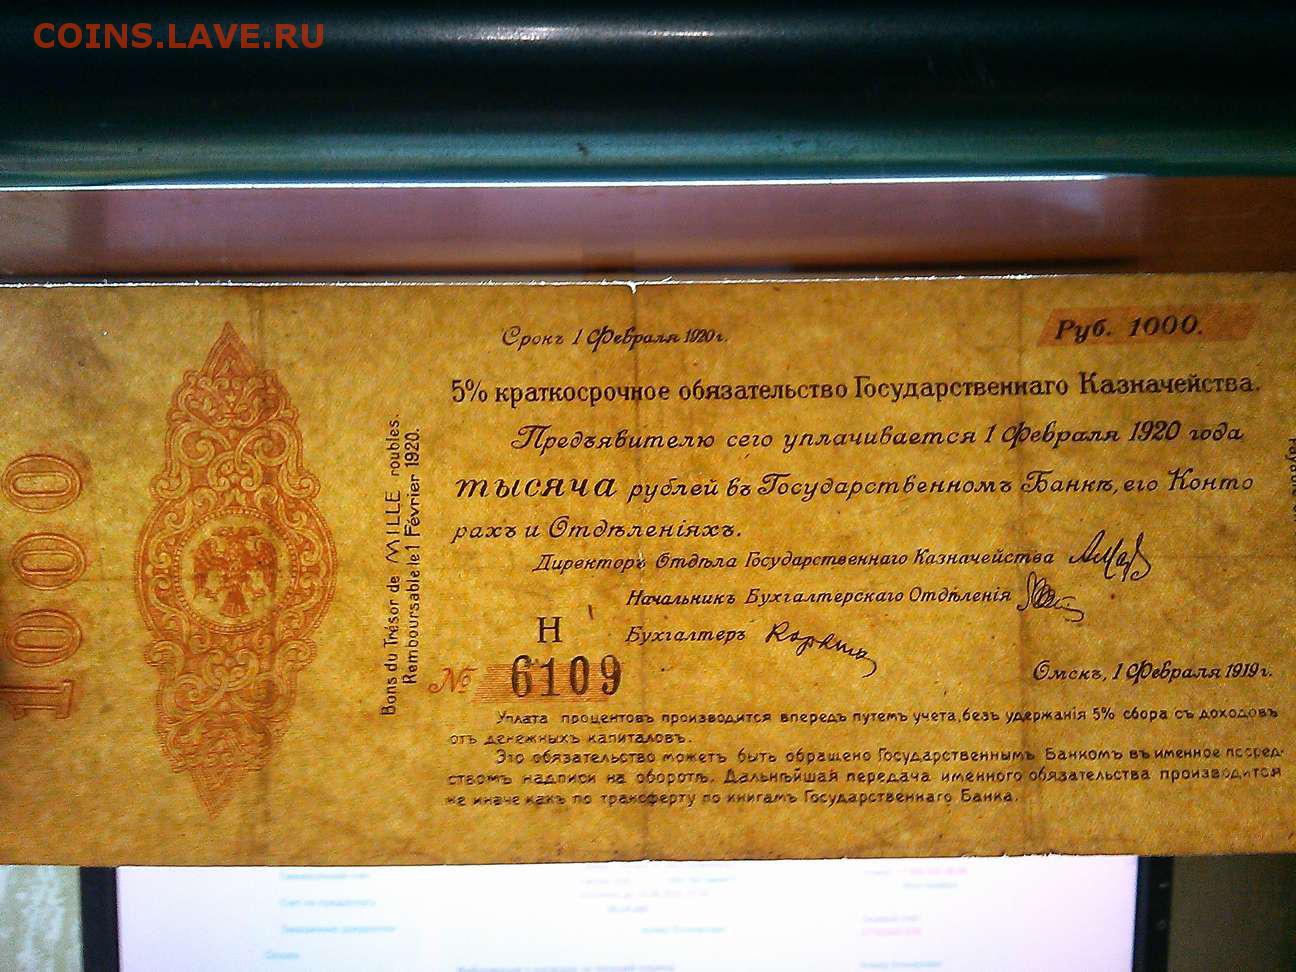 COINS.LAVE.RU
1000
Bons du Trésor de MILLE roubles.
Remboursable le 1 Février 1920.
Срокъ 1 Февраля 1920 г.
Руб. 1000.
5% краткосрочное обязательство Государственнаго Казначейства.
Предъявителю сего уплачивается 1 Февраля 1920 года
тысяча рублей въ Государственномъ Банкѣ, его Конто
рахъ и Отдѣленіяхъ.
Директоръ Отдѣла Государственнаго Казначейства
Начальникъ Бухгалтерскаго Отдѣленія
Бухгалтеръ
Н
№ 6109
Омскъ, 1 Февраля 1919 г.
Уплата процентовъ производится впередъ путемъ учета, безъ удержанія 5% сбора съ доходовъ
отъ денежныхъ капиталовъ.
Это обязательство можетъ быть обращено Государственнымъ Банкомъ въ именное посред-
ствомъ надписи на оборотѣ. Дальнѣйшая передача именного обязательства производится
не иначе какъ по трансферту по книгамъ Государственнаго Банка.